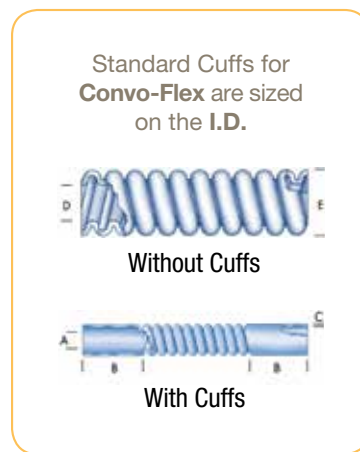 Standard Cuffs for
Convo-Flex are sized
on the I.D.
D E
Without Cuffs
A C
B B
With Cuffs